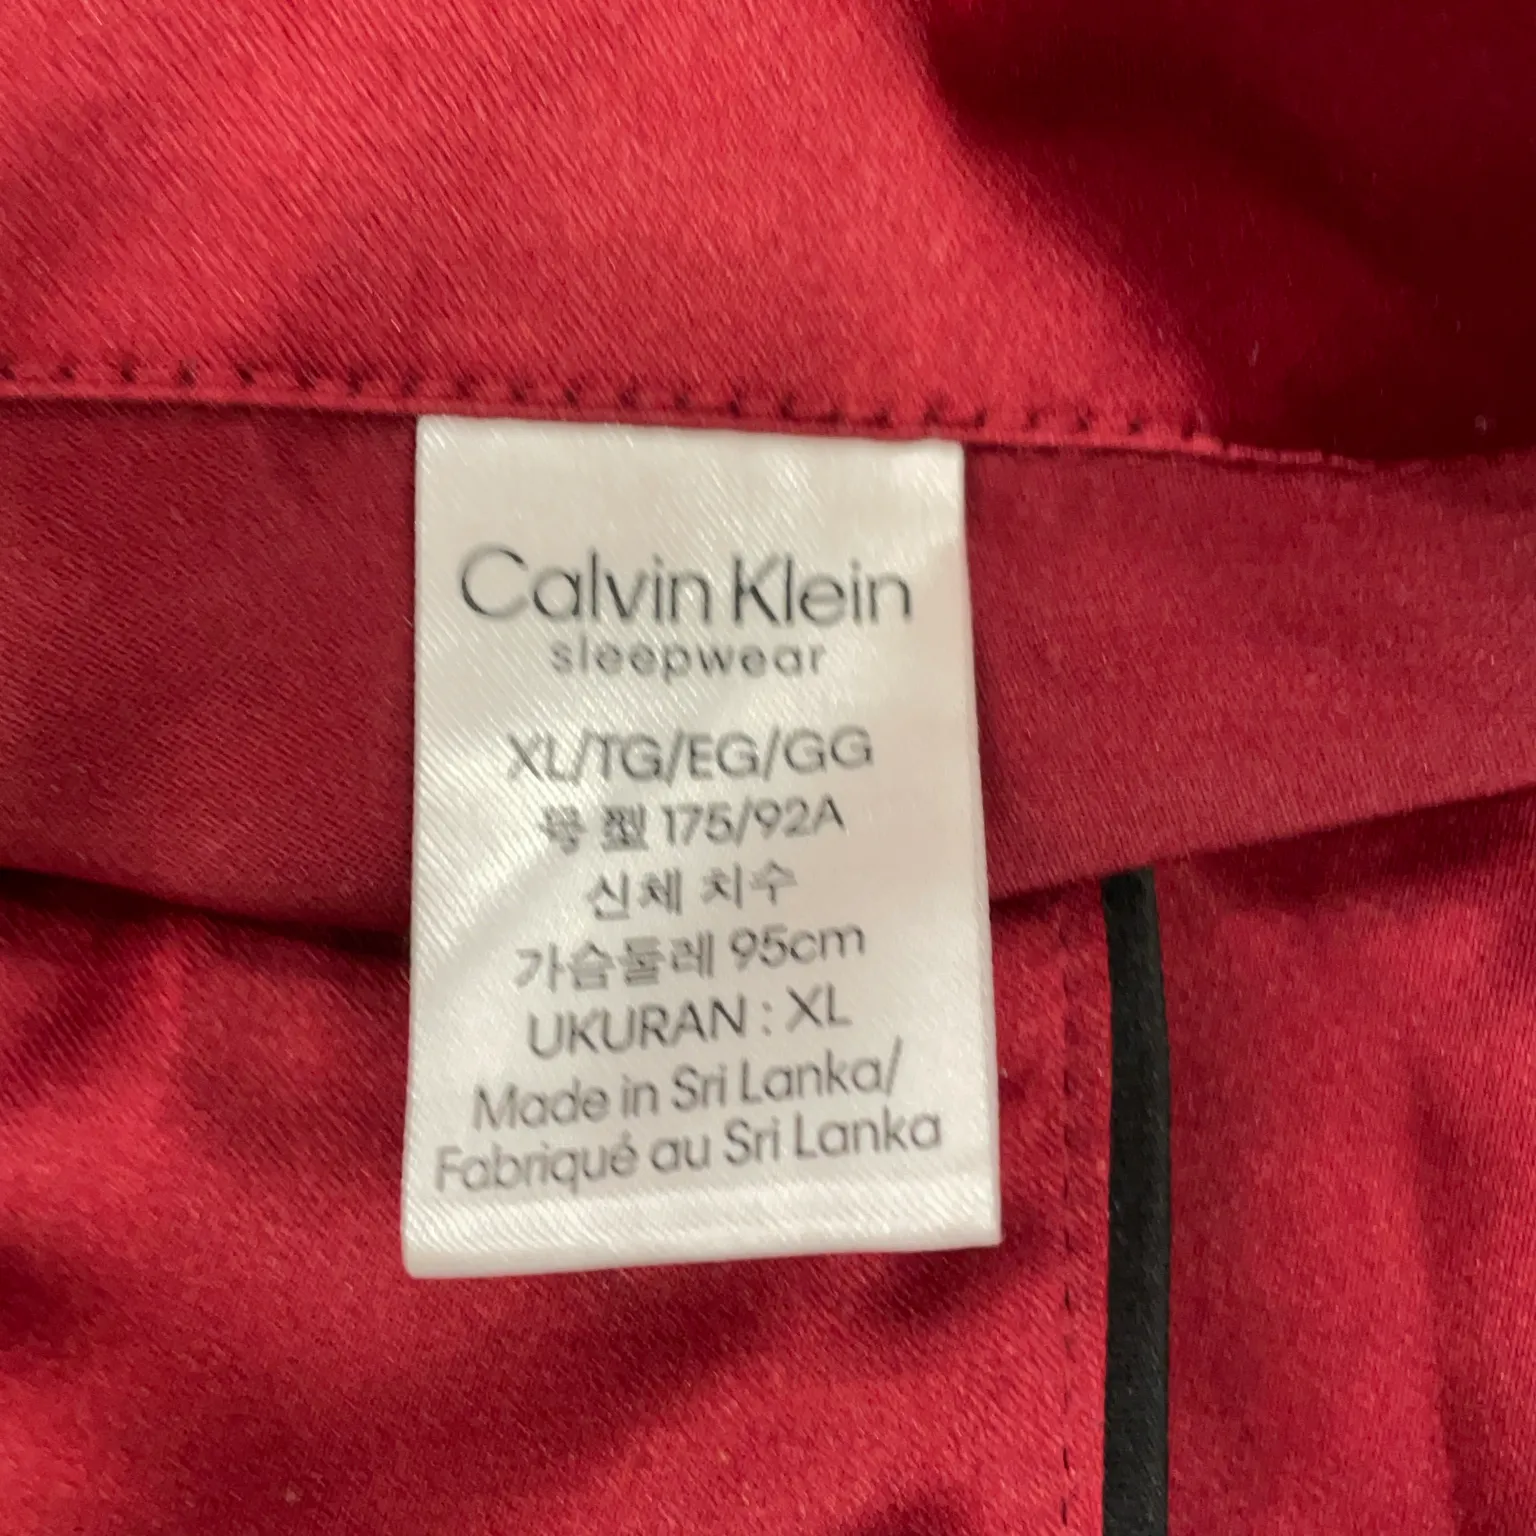 Calvin Klein
sleepwear
XL/TG/EG/GG
号型 175/92A
신체 치수
가슴둘레 95cm
UKURAN : XL
Made in Sri Lanka/
Fabriqué au Sri Lanka